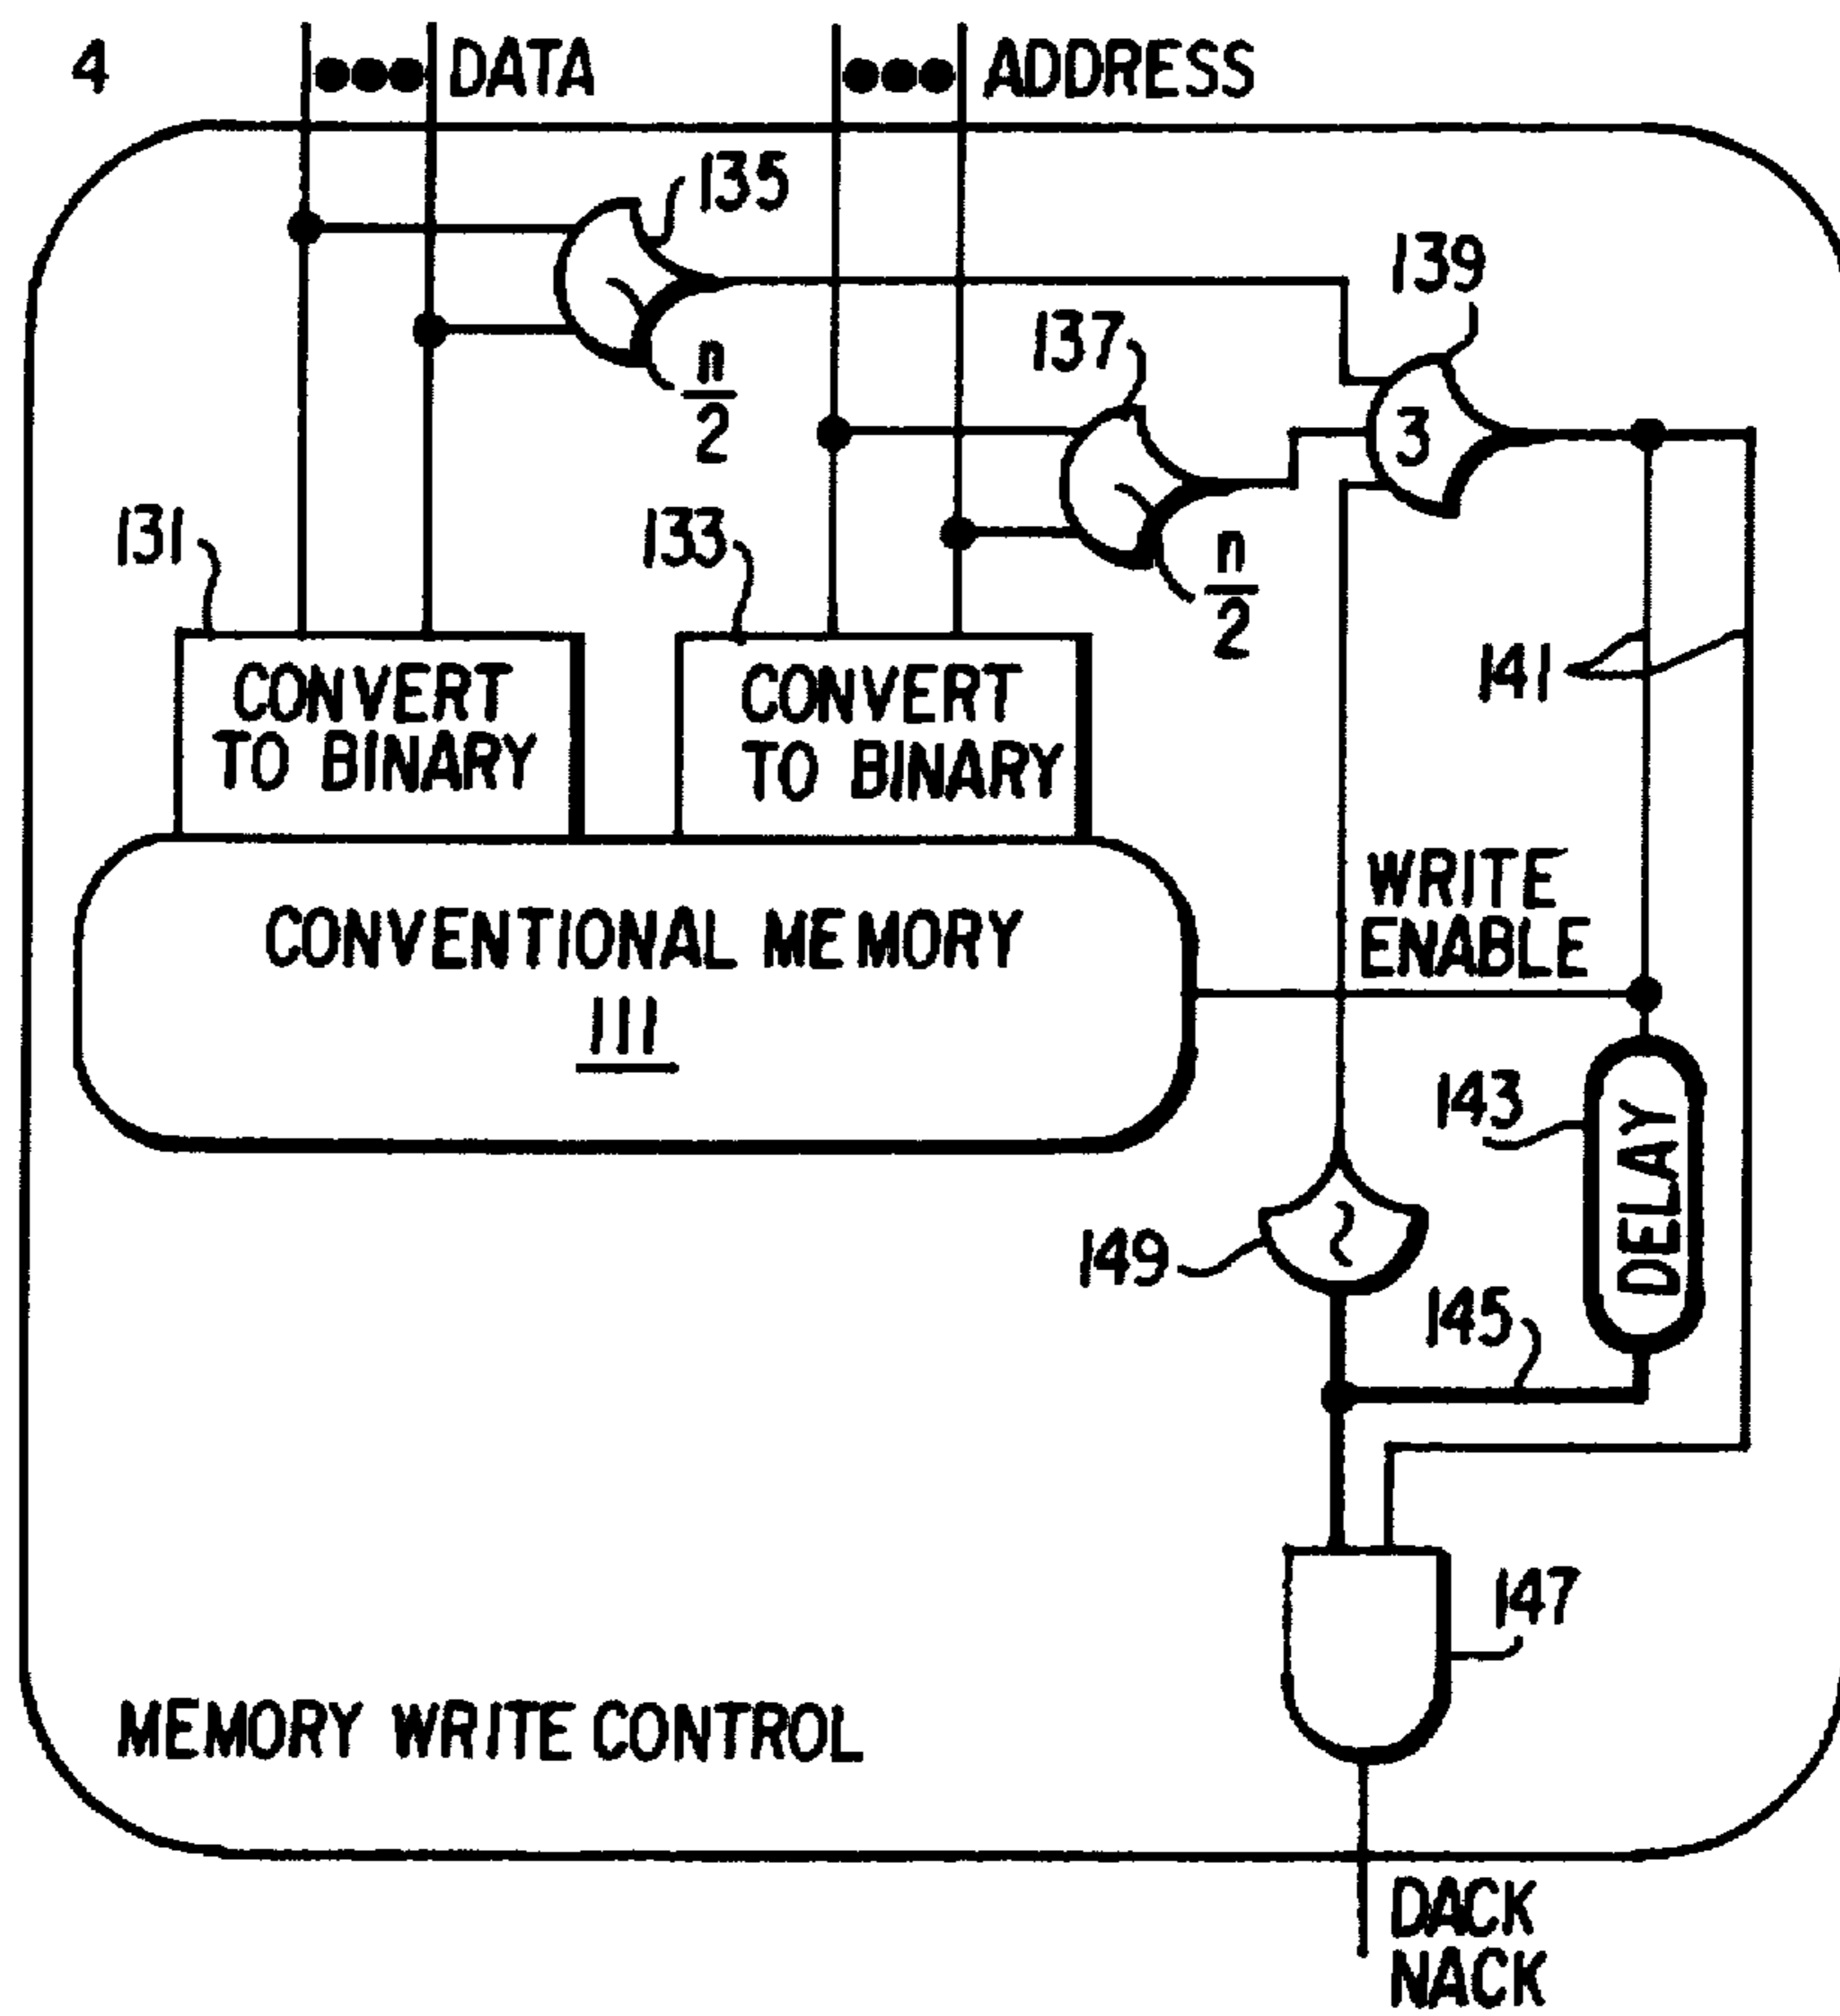 4
DATA
ADDRESS
135
139
137
n
2
3
131
133
n
2
CONVERT
TO BINARY
CONVERT
TO BINARY
141
WRITE
ENABLE
CONVENTIONAL MEMORY
111
143
DELAY
149
145
147
MEMORY WRITE CONTROL
DACK
NACK